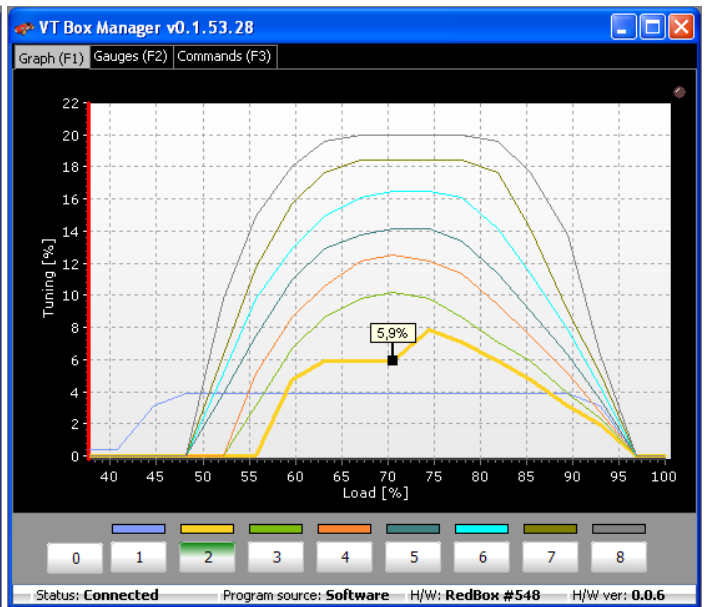 VT Box Manager v0.1.53.28
Graph (F1) Gauges (F2) Commands (F3)
22
20
18
16
14
12
10
8
6
4
2
0
Tuning [%]
5,9%
40 45 50 55 60 65 70 75 80 85 90 95 100
Load [%]
0 1 2 3 4 5 6 7 8
Status: Connected Program source: Software H/W: RedBox #548 H/W ver: 0.0.6